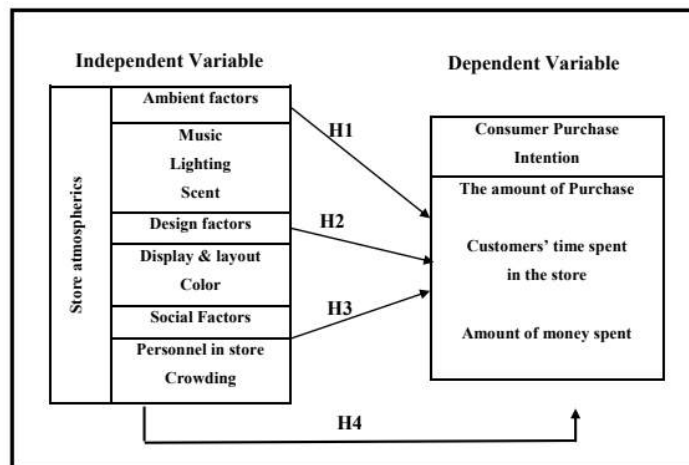 Independent Variable
Dependent Variable
Store atmospherics
Ambient factors
Music
Lighting
Scent
Design factors
Display & layout
Color
Social Factors
Personnel in store
Crowding
H1
H2
H3
H4
Consumer Purchase
Intention
The amount of Purchase
Customers’ time spent
in the store
Amount of money spent